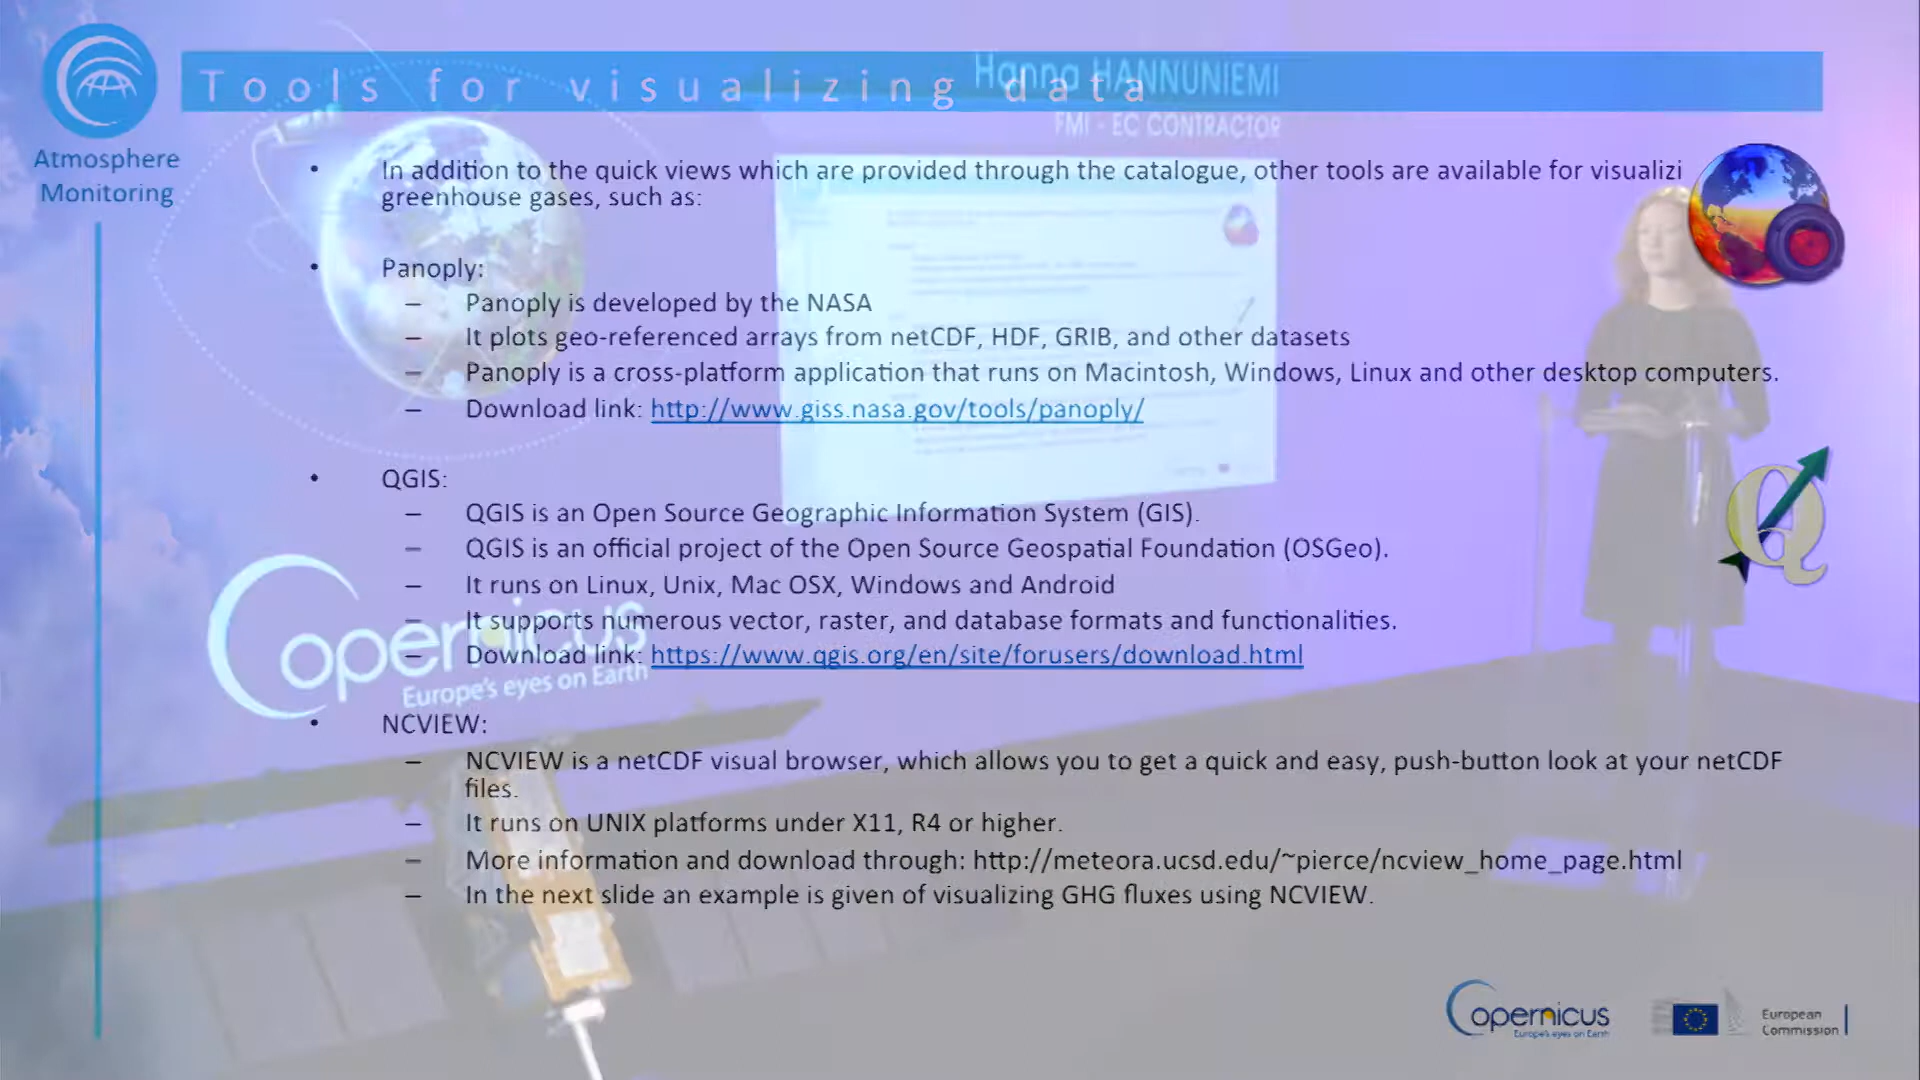 Tools for visualizing data
Hanna HANNUNIEMI
FMI - EC CONTRACTOR
Atmosphere
Monitoring
• In addition to the quick views which are provided through the catalogue, other tools are available for visualizi
greenhouse gases, such as:
• Panoply:
– Panoply is developed by the NASA
– It plots geo-referenced arrays from netCDF, HDF, GRIB, and other datasets
– Panoply is a cross-platform application that runs on Macintosh, Windows, Linux and other desktop computers.
– Download link: http://www.giss.nasa.gov/tools/panoply/
• QGIS:
– QGIS is an Open Source Geographic Information System (GIS).
– QGIS is an official project of the Open Source Geospatial Foundation (OSGeo).
– It runs on Linux, Unix, Mac OSX, Windows and Android
– It supports numerous vector, raster, and database formats and functionalities.
– Download link: https://www.qgis.org/en/site/forusers/download.html
Copernicus
Europe's eyes on Earth
• NCVIEW:
– NCVIEW is a netCDF visual browser, which allows you to get a quick and easy, push-button look at your netCDF
files.
– It runs on UNIX platforms under X11, R4 or higher.
– More information and download through: http://meteora.ucsd.edu/~pierce/ncview_home_page.html
– In the next slide an example is given of visualizing GHG fluxes using NCVIEW.
Copernicus
Europe's eyes on Earth
European
Commission